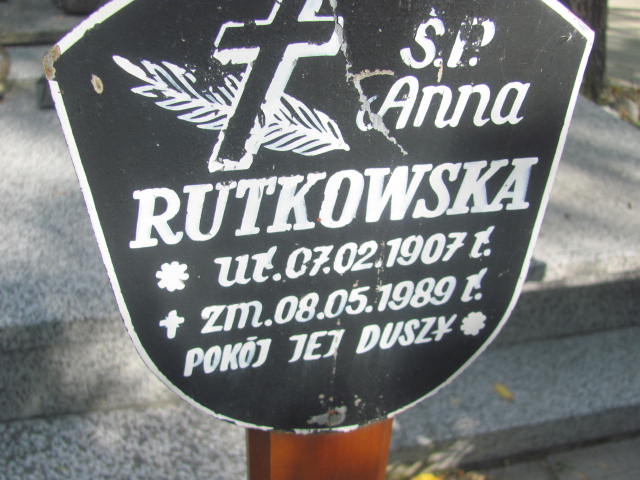 Ś.P.
Anna
RUTKOWSKA
ur. 07.02.1907 r.
zm. 08.05.1989 r.
POKÓJ JEJ DUSZY